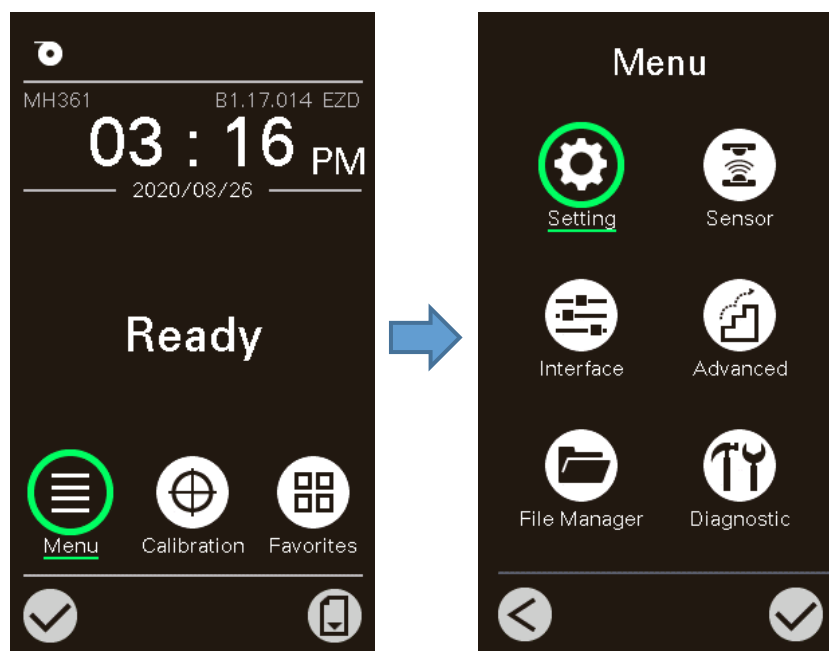 MH361 B1.17.014 EZD
03 : 16 PM
2020/08/26
Ready
Menu Calibration Favorites
Menu
Setting Sensor
Interface Advanced
File Manager Diagnostic